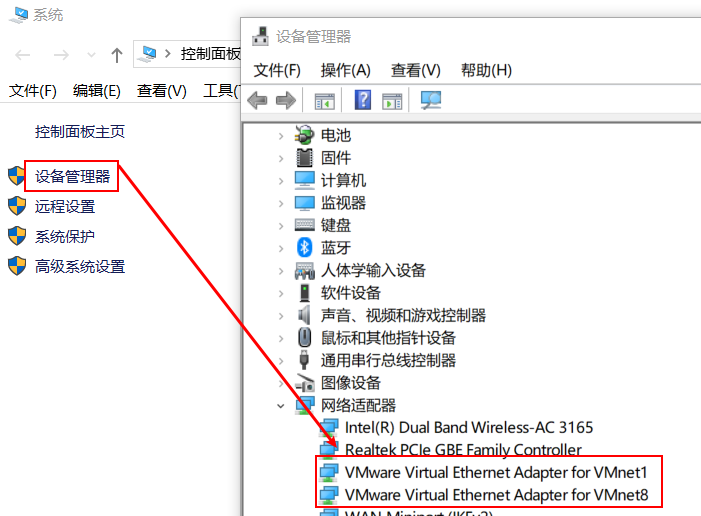 系统
控制面板
文件(F) 编辑(E) 查看(V) 工具(
控制面板主页
设备管理器
远程设置
系统保护
高级系统设置
设备管理器
文件(F) 操作(A) 查看(V) 帮助(H)
电池
固件
计算机
监视器
键盘
蓝牙
人体学输入设备
软件设备
声音、视频和游戏控制器
鼠标和其他指针设备
通用串行总线控制器
图像设备
网络适配器
Intel(R) Dual Band Wireless-AC 3165
Realtek PCIe GBE Family Controller
VMware Virtual Ethernet Adapter for VMnet1
VMware Virtual Ethernet Adapter for VMnet8
WAN Miniport (IKEv2)